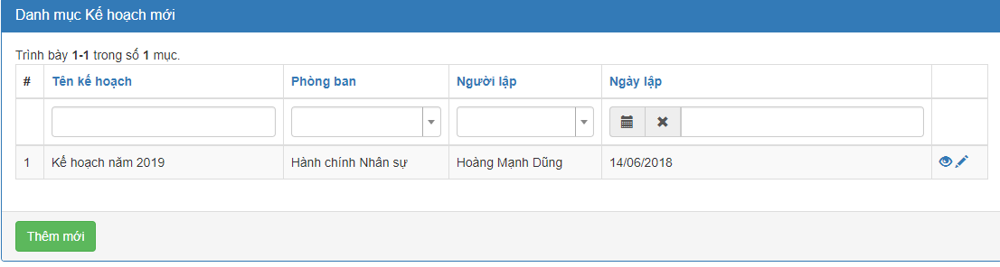 Danh mục Kế hoạch mới
Trình bày 1-1 trong số 1 mục.
# Tên kế hoạch Phòng ban Người lập Ngày lập
1 Kế hoạch năm 2019 Hành chính Nhân sự Hoàng Mạnh Dũng 14/06/2018
Thêm mới